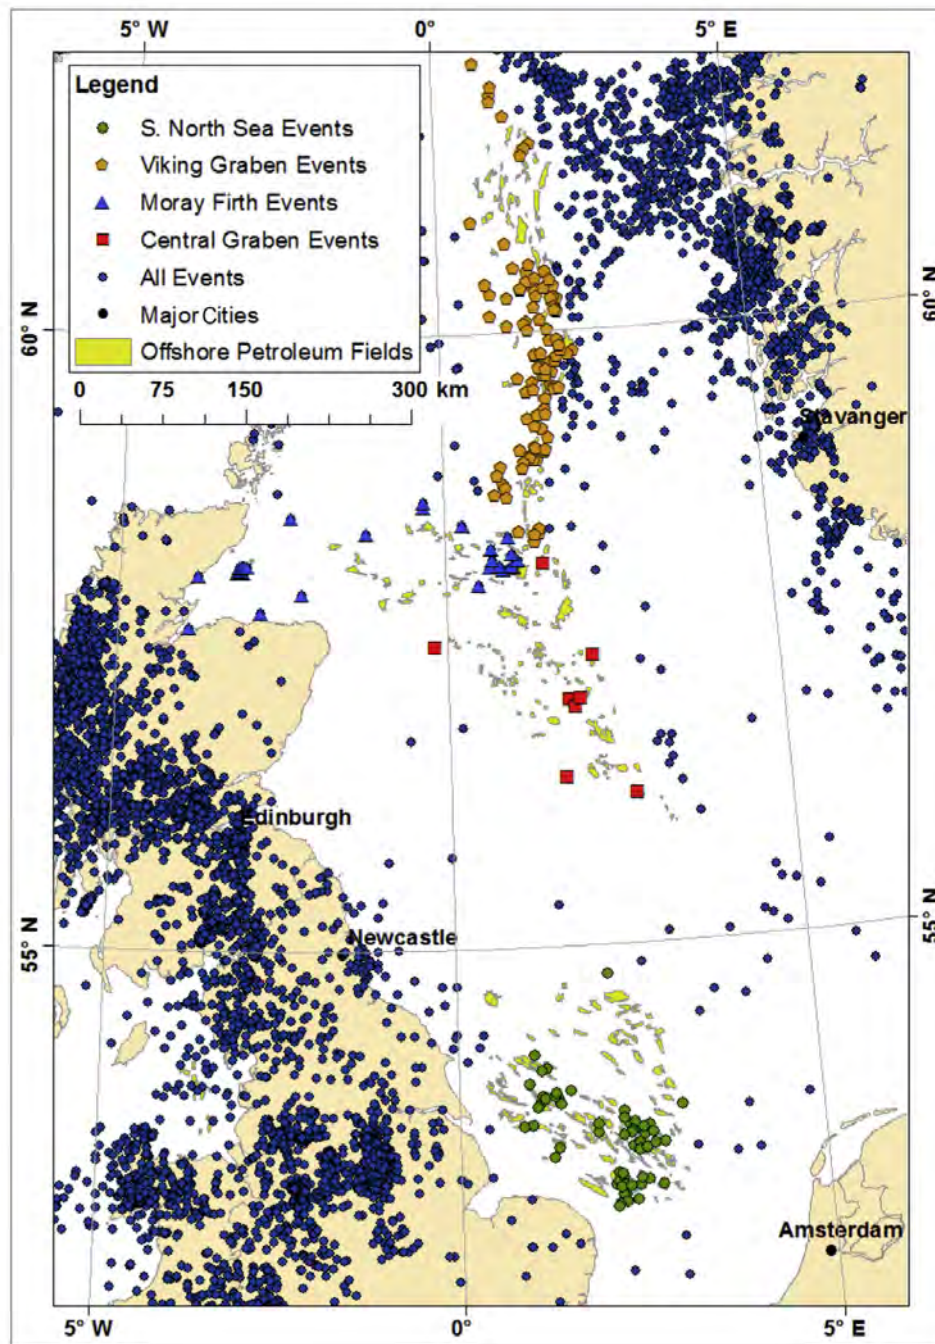 5° W 0° 5° E
Legend
S. North Sea Events
Viking Graben Events
Moray Firth Events
Central Graben Events
All Events
Major Cities
Offshore Petroleum Fields
0 75 150 300 km
60° N
60° N
Stavanger
Edinburgh
Newcastle
55° N
55° N
Amsterdam
5° W 0° 5° E